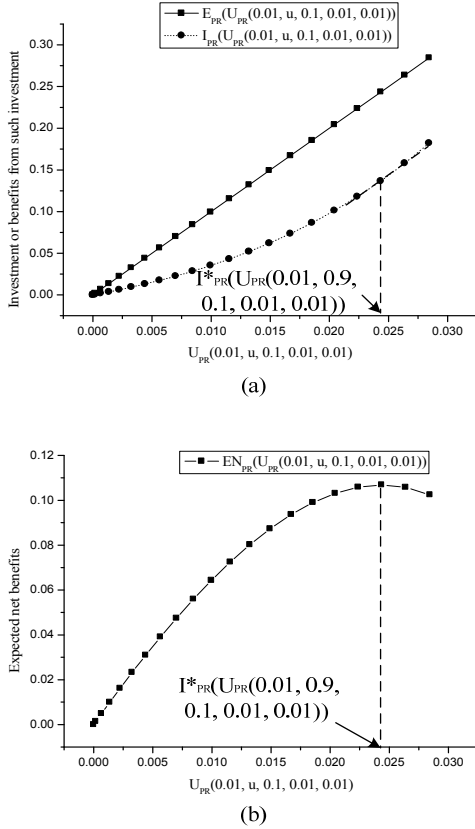 E_PR(U_PR(0.01, u, 0.1, 0.01, 0.01))
I_PR(U_PR(0.01, u, 0.1, 0.01, 0.01))
Investment or benefits from such investment
0.30
0.25
0.20
0.15
0.10
0.05
0.00
I*PR(UPR(0.01, 0.9,
0.1, 0.01, 0.01))
0.000 0.005 0.010 0.015 0.020 0.025 0.030
U_PR(0.01, u, 0.1, 0.01, 0.01)
(a)
EN_PR(U_PR(0.01, u, 0.1, 0.01, 0.01))
Expected net benefits
0.12
0.10
0.08
0.06
0.04
0.02
0.00
I*PR(UPR(0.01, 0.9,
0.1, 0.01, 0.01))
0.000 0.005 0.010 0.015 0.020 0.025 0.030
U_PR(0.01, u, 0.1, 0.01, 0.01)
(b)